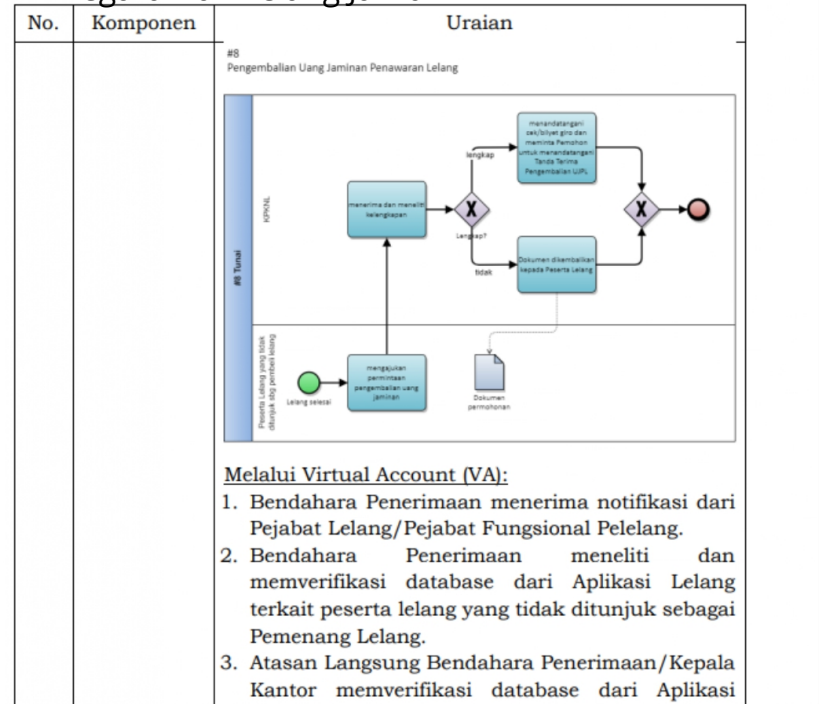 No. Komponen Uraian
#8
Pengembalian Uang Jaminan Penawaran Lelang
#8 Tunai
KPKNL
menerima dan meneliti
kelengkapan
lengkap
Lengkap?
tidak
menandatangani
cek/bilyet giro dan
meminta Pemohon
untuk menandatangani
Tanda Terima
Pengembalian UJPL
Dokumen dikembalikan
kepada Peserta Lelang
Peserta Lelang yang tidak
ditunjuk sbg pembeli lelang
Lelang selesai
mengajukan
permintaan
pengembalian uang
jaminan
Dokumen
permohonan
Melalui Virtual Account (VA):
1. Bendahara Penerimaan menerima notifikasi dari
Pejabat Lelang/Pejabat Fungsional Pelelang.
2. Bendahara Penerimaan meneliti dan
memverifikasi database dari Aplikasi Lelang
terkait peserta lelang yang tidak ditunjuk sebagai
Pemenang Lelang.
3. Atasan Langsung Bendahara Penerimaan/Kepala
Kantor memverifikasi database dari Aplikasi